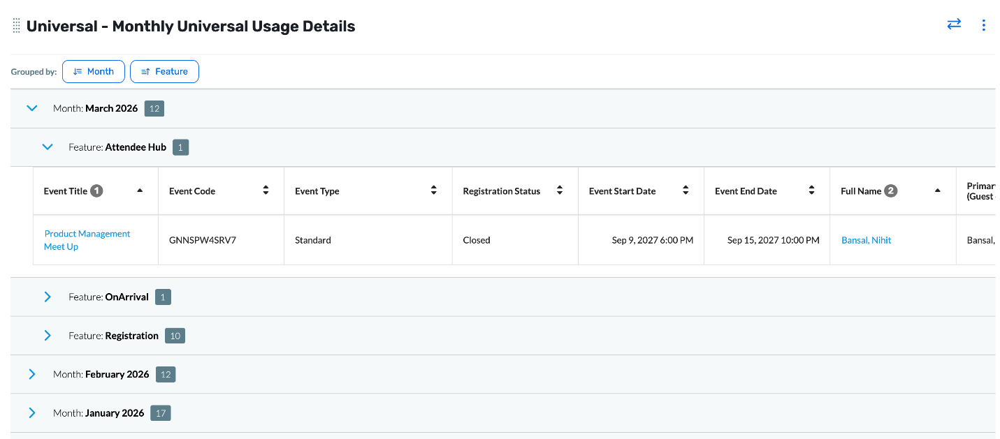 Universal - Monthly Universal Usage Details
Grouped by: Month Feature
Month: March 2026 12
Feature: Attendee Hub 1
Event Title 1 Event Code Event Type Registration Status Event Start Date Event End Date Full Name 2 Primar
(Guest
Product Management
Meet Up GNNSPW4SRV7 Standard Closed Sep 9, 2027 6:00 PM Sep 15, 2027 10:00 PM Bansal, Nihit Bansal,
Feature: OnArrival 1
Feature: Registration 10
Month: February 2026 12
Month: January 2026 17